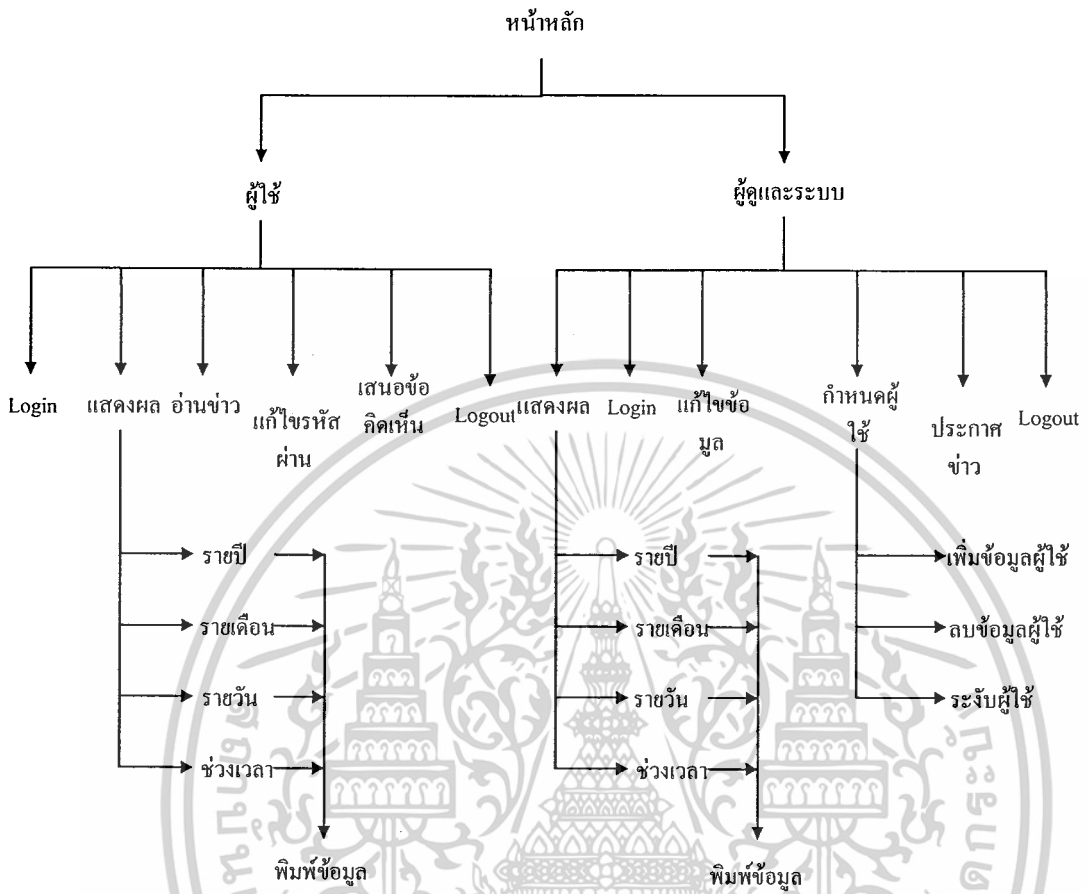 หน้าหลัก
ผู้ใช้
ผู้ดูแลระบบ
Login
แสดงผล
อ่านข่าว
แก้ไขรหัส
ผ่าน
เสนอข้อ
คิดเห็น
Logout
แสดงผล
Login
แก้ไขข้อ
มูล
กำหนดผู้
ใช้
ประกาศ
ข่าว
Logout
รายปี
รายเดือน
รายวัน
ช่วงเวลา
พิมพ์ข้อมูล
รายปี
รายเดือน
รายวัน
ช่วงเวลา
พิมพ์ข้อมูล
เพิ่มข้อมูลผู้ใช้
ลบข้อมูลผู้ใช้
ระงับผู้ใช้